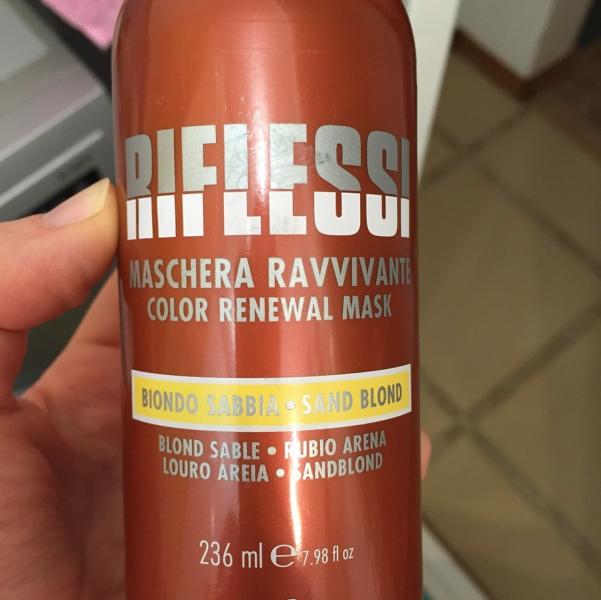 RIFLESSI
MASCHERA RAVVIVANTE
COLOR RENEWAL MASK
BIONDO SABBIA • SAND BLOND
BLOND SABLE • RUBIO ARENA
LOURO AREIA • SANDBLOND
236 ml ℮ 7.98 fl oz